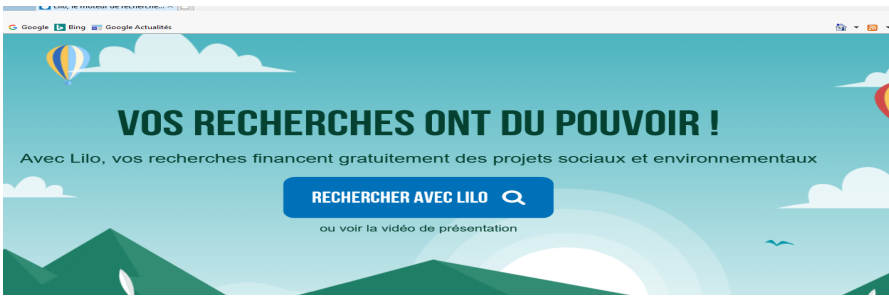 Lilo, le moteur de recherche...
Google Bing Google Actualités
VOS RECHERCHES ONT DU POUVOIR !
Avec Lilo, vos recherches financent gratuitement des projets sociaux et environnementaux
RECHERCHER AVEC LILO
ou voir la vidéo de présentation